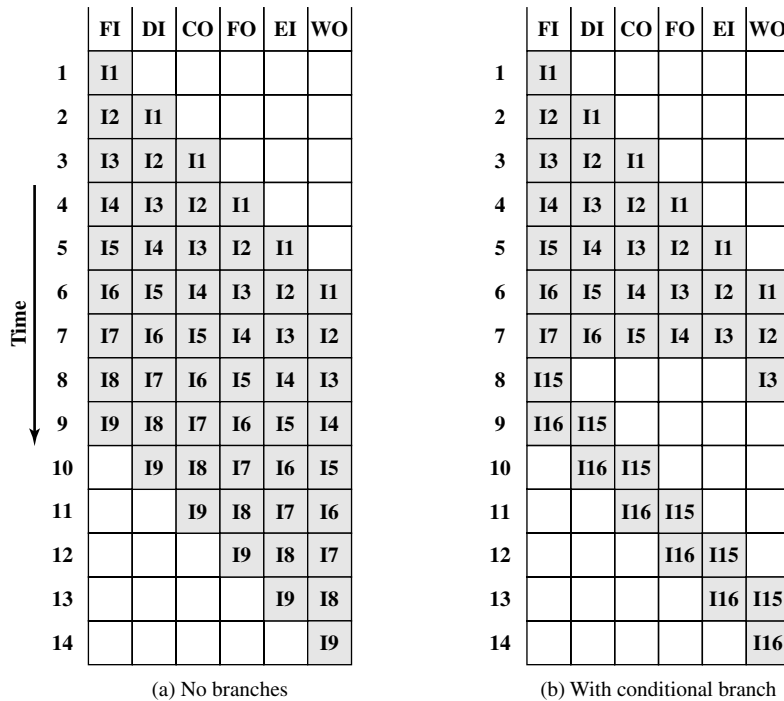 FI DI CO FO EI WO
1 I1
2 I2 I1
3 I3 I2 I1
4 I4 I3 I2 I1
5 I5 I4 I3 I2 I1
6 I6 I5 I4 I3 I2 I1
7 I7 I6 I5 I4 I3 I2
8 I8 I7 I6 I5 I4 I3
9 I9 I8 I7 I6 I5 I4
10 I9 I8 I7 I6 I5
11 I9 I8 I7 I6
12 I9 I8 I7
13 I9 I8
14 I9
Time
(a) No branches
FI DI CO FO EI WO
1 I1
2 I2 I1
3 I3 I2 I1
4 I4 I3 I2 I1
5 I5 I4 I3 I2 I1
6 I6 I5 I4 I3 I2 I1
7 I7 I6 I5 I4 I3 I2
8 I15 I3
9 I16 I15
10 I16 I15
11 I16 I15
12 I16 I15
13 I16 I15
14 I16
(b) With conditional branch